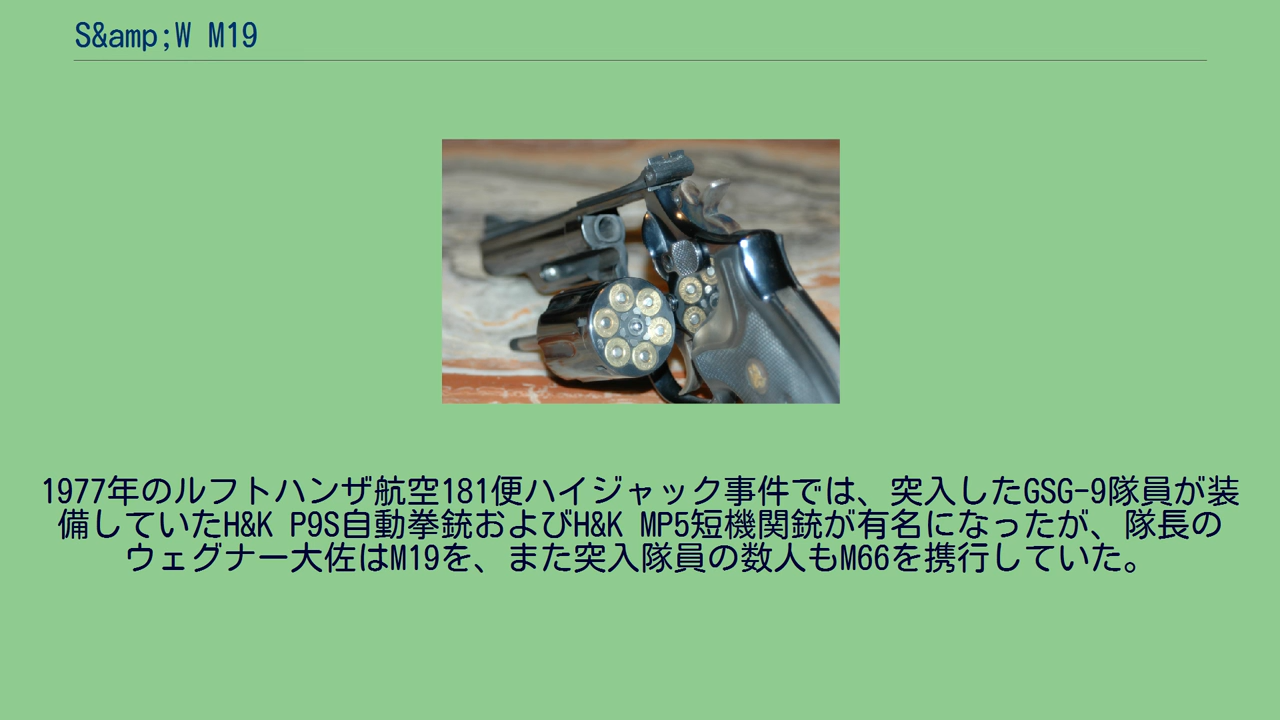 S&amp;W M19
1977年のルフトハンザ航空181便ハイジャック事件では、突入したGSG-9隊員が装
備していたH&K P9S自動拳銃およびH&K MP5短機関銃が有名になったが、隊長の
ウェグナー大佐はM19を、また突入隊員の数人もM66を携行していた。